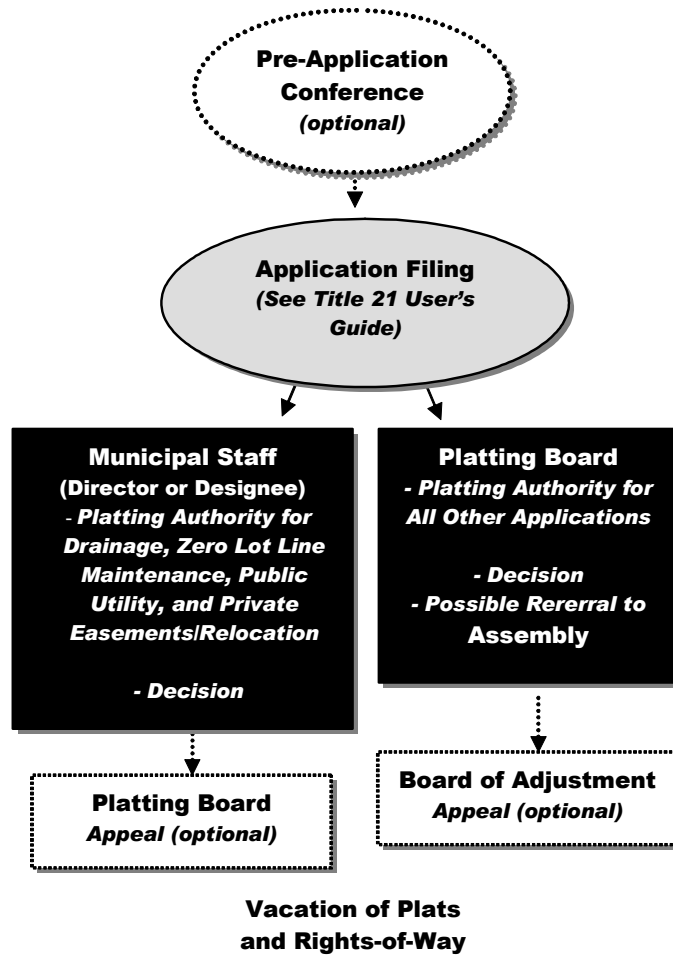 Pre-Application
Conference
(optional)
Application Filing
(See Title 21 User's
Guide)
Municipal Staff
(Director or Designee)
- Platting Authority for
Drainage, Zero Lot Line
Maintenance, Public
Utility, and Private
Easements/Relocation
- Decision
Platting Board
- Platting Authority for
All Other Applications
- Decision
- Possible Rererral to
Assembly
Platting Board
Appeal (optional)
Board of Adjustment
Appeal (optional)
Vacation of Plats
and Rights-of-Way